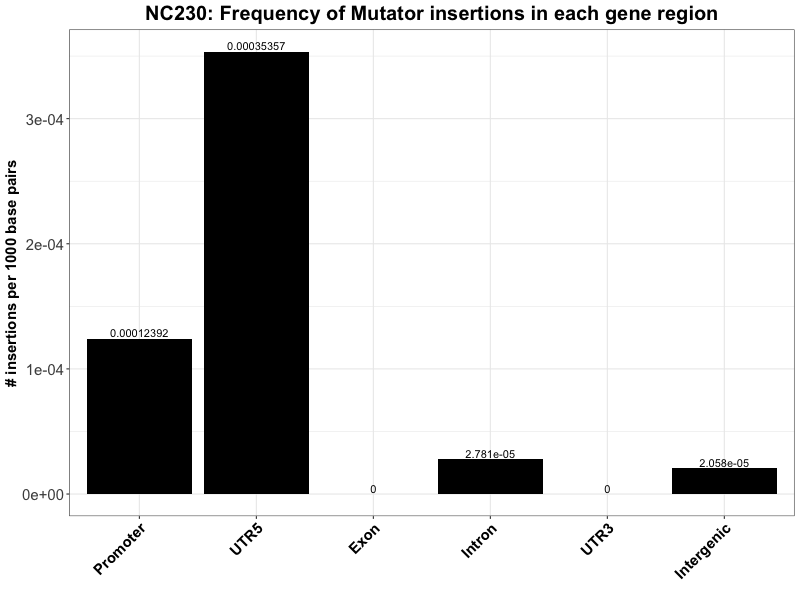 NC230: Frequency of Mutator insertions in each gene region
# insertions per 1000 base pairs
3e-04
2e-04
1e-04
0e+00
0.00012392
0.00035357
0
2.781e-05
0
2.058e-05
Promoter
UTR5
Exon
Intron
UTR3
Intergenic